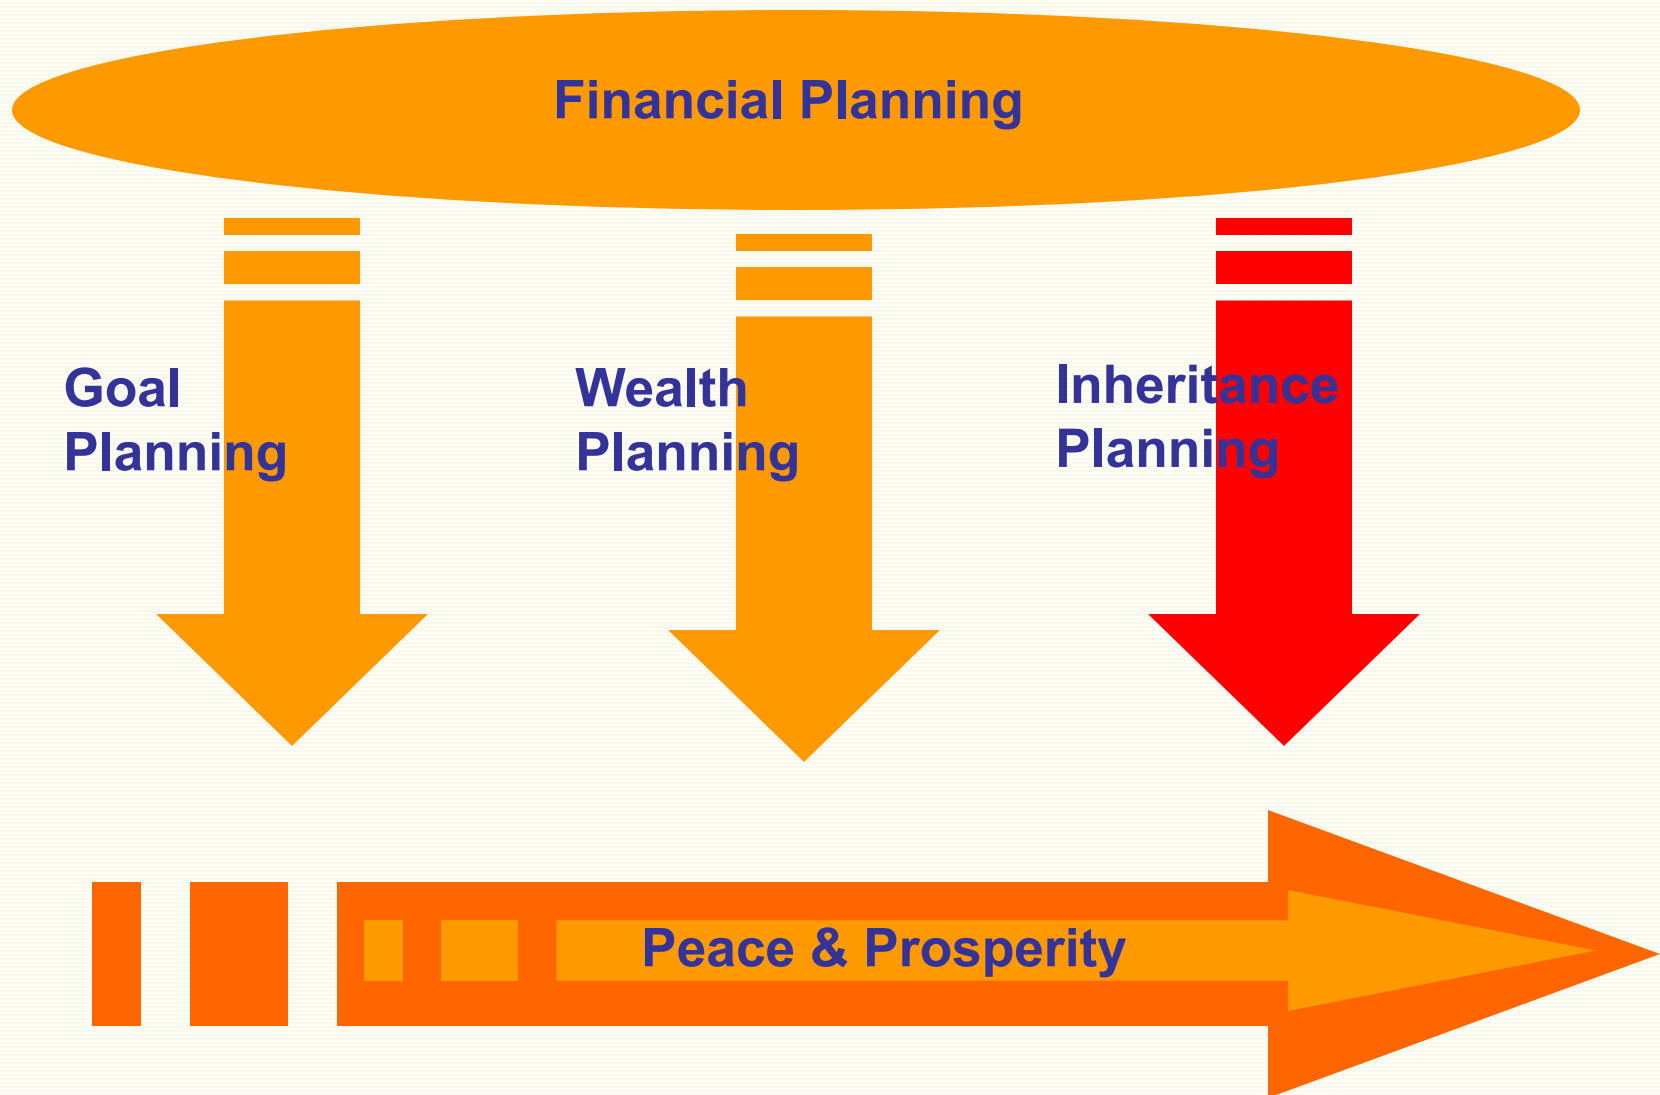 Financial Planning
Goal
Planning
Wealth
Planning
Inheritance
Planning
Peace & Prosperity